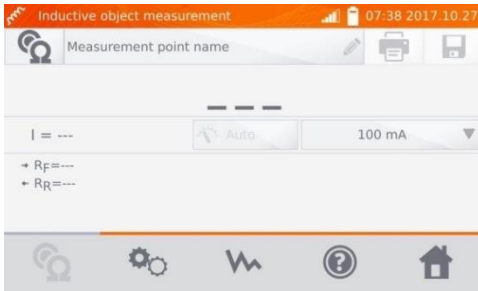 Inductive object measurement 07:38 2017.10.27
Measurement point name
---
I = --- Auto 100 mA
→ RF=---
← RR=---